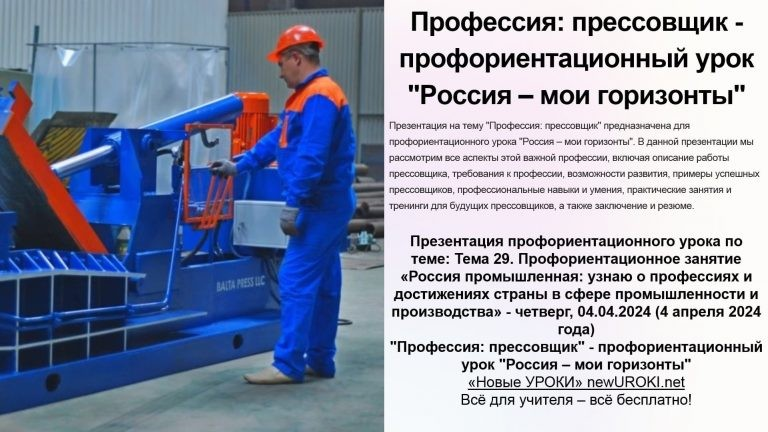 Профессия: прессовщик -
профориентационный урок
"Россия – мои горизонты"
Презентация на тему "Профессия: прессовщик" предназначена для
профориентационного урока "Россия – мои горизонты". В данной презентации мы
рассмотрим все аспекты этой важной профессии, включая описание работы
прессовщика, требования к профессии, возможности развития, примеры успешных
прессовщиков, профессиональные навыки и умения, практические занятия и
тренинги для будущих прессовщиков, а также заключение и резюме.
Презентация профориентационного урока по
теме: Тема 29. Профориентационное занятие
«Россия промышленная: узнаю о профессиях и
достижениях страны в сфере промышленности и
производства» - четверг, 04.04.2024 (4 апреля 2024
года)
"Профессия: прессовщик" - профориентационный
урок "Россия – мои горизонты"
«Новые УРОКИ» newUROKI.net
Всё для учителя – всё бесплатно!
BALTA PRESS LLC